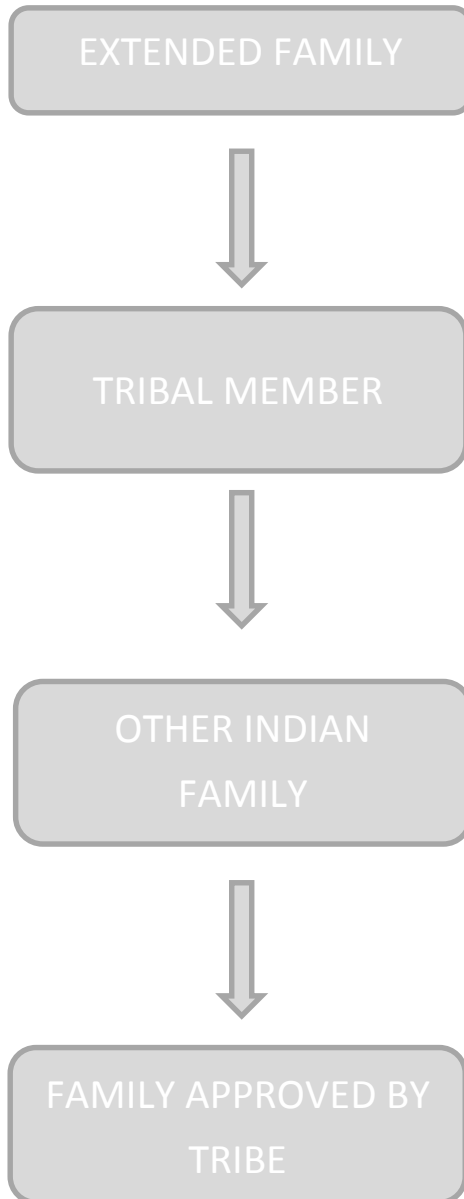 EXTENDED FAMILY
TRIBAL MEMBER
OTHER INDIAN
FAMILY
FAMILY APPROVED BY
TRIBE